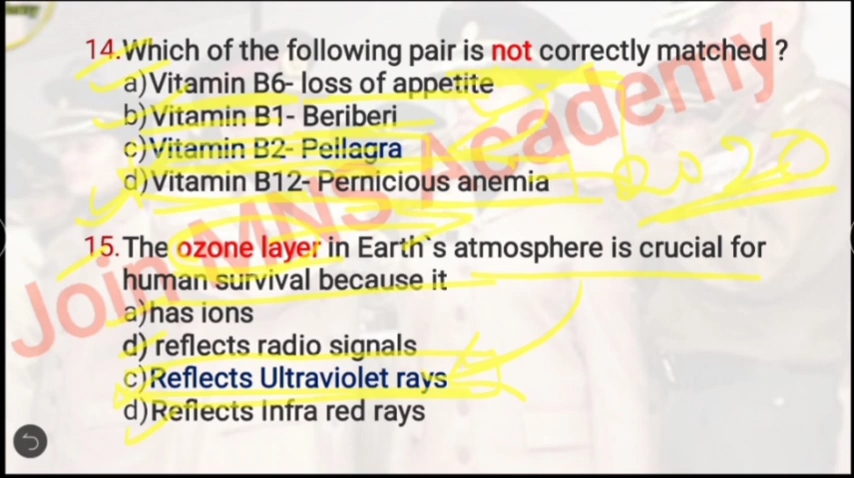 14.Which of the following pair is not correctly matched ?
a)Vitamin B6- loss of appetite
b)Vitamin B1- Beriberi
c)Vitamin B2- Pellagra
d)Vitamin B12- Pernicious anemia
2020
15.The ozone layer in Earth`s atmosphere is crucial for
human survival because it
a)has ions
d) reflects radio signals
c)Reflects Ultraviolet rays
d)Reflects Infra red rays
Join MNS Academy